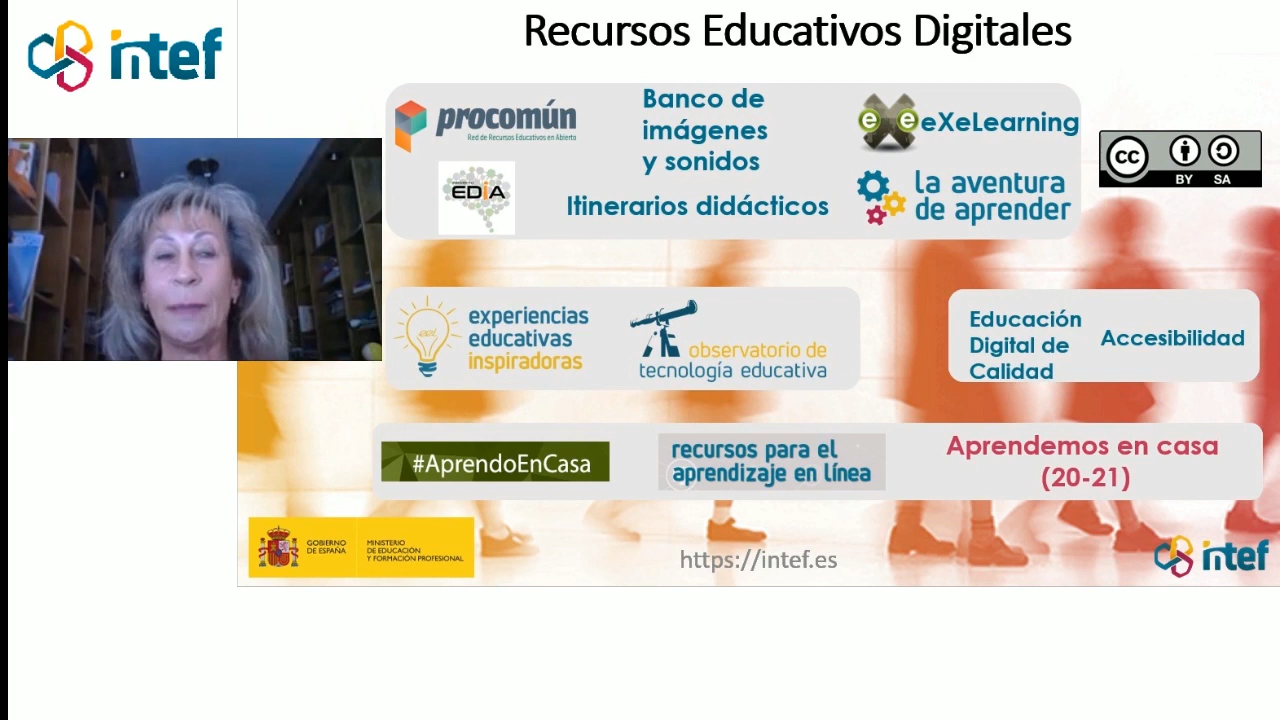 intef
Recursos Educativos Digitales
procomún
Red de Recursos Educativos en Abierto
Banco de
imágenes
y sonidos
eXeLearning
EDIA
Itinerarios didácticos
la aventura
de aprender
cc
BY SA
experiencias
educativas
inspiradoras
observatorio de
tecnología educativa
Educación
Digital de
Calidad
Accesibilidad
#AprendoEnCasa
recursos para el
aprendizaje en línea
Aprendemos en casa
(20-21)
GOBIERNO
DE ESPAÑA
MINISTERIO
DE EDUCACIÓN
Y FORMACIÓN PROFESIONAL
https://intef.es
intef